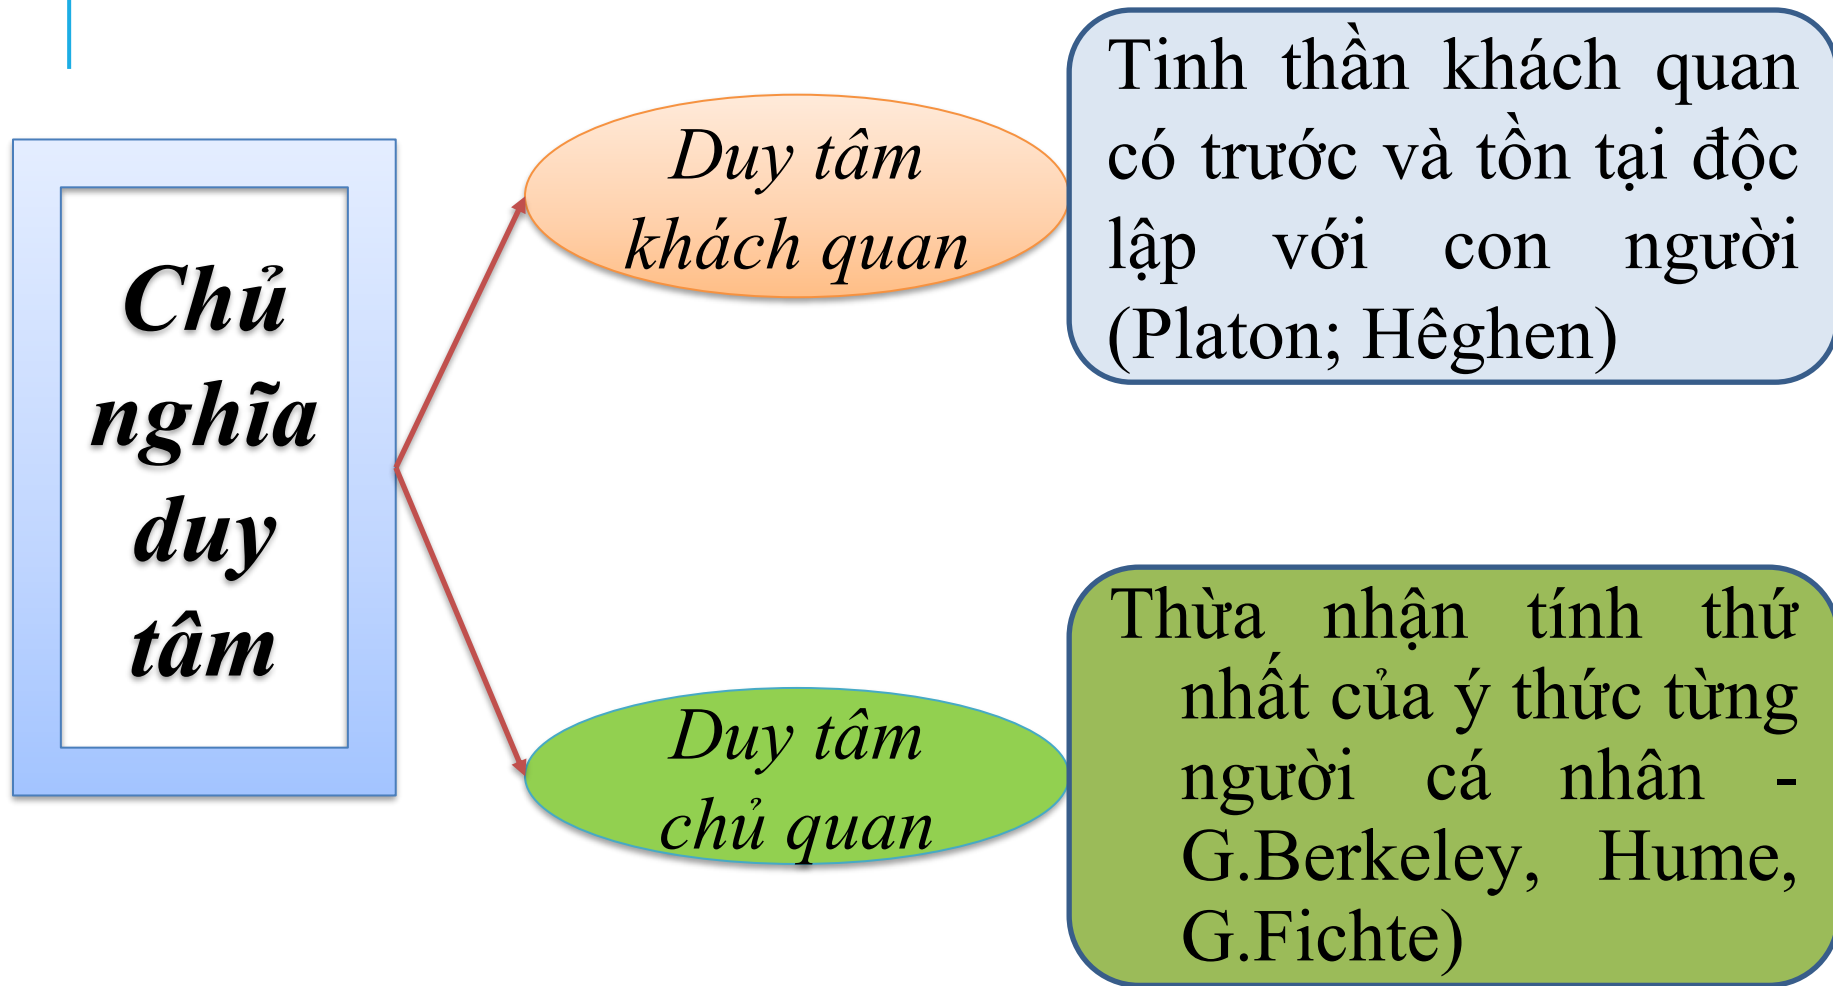 Chủ
nghĩa
duy
tâm
Duy tâm
khách quan
Tinh thần khách quan
có trước và tồn tại độc
lập với con người
(Platon; Hêghen)
Duy tâm
chủ quan
Thừa nhận tính thứ
nhất của ý thức từng
người cá nhân -
G.Berkeley, Hume,
G.Fichte)